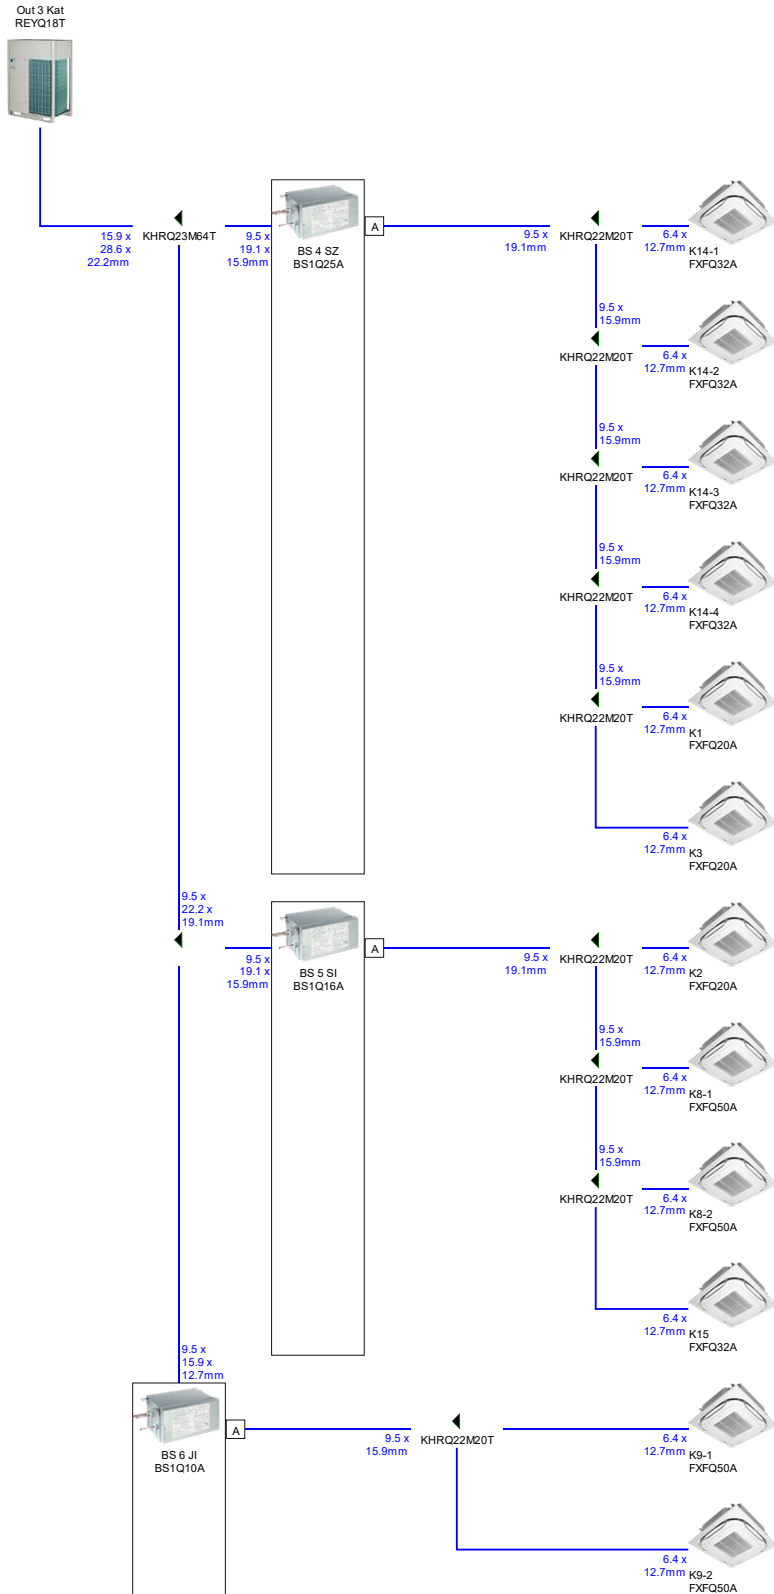 Out 3 Kat
REYQ18T
15.9 x
28.6 x
22.2mm
KHRQ23M64T
9.5 x
19.1 x
15.9mm
BS 4 SZ
BS1Q25A
A
9.5 x
19.1mm
KHRQ22M20T
6.4 x
12.7mm
K14-1
FXFQ32A
9.5 x
15.9mm
KHRQ22M20T
6.4 x
12.7mm
K14-2
FXFQ32A
9.5 x
15.9mm
KHRQ22M20T
6.4 x
12.7mm
K14-3
FXFQ32A
9.5 x
15.9mm
KHRQ22M20T
6.4 x
12.7mm
K14-4
FXFQ32A
9.5 x
15.9mm
KHRQ22M20T
6.4 x
12.7mm
K1
FXFQ20A
6.4 x
12.7mm
K3
FXFQ20A
9.5 x
22.2 x
19.1mm
9.5 x
19.1 x
15.9mm
BS 5 SI
BS1Q16A
A
9.5 x
19.1mm
KHRQ22M20T
6.4 x
12.7mm
K2
FXFQ20A
9.5 x
15.9mm
KHRQ22M20T
6.4 x
12.7mm
K8-1
FXFQ50A
9.5 x
15.9mm
KHRQ22M20T
6.4 x
12.7mm
K8-2
FXFQ50A
6.4 x
12.7mm
K15
FXFQ32A
9.5 x
15.9 x
12.7mm
BS 6 JI
BS1Q10A
A
9.5 x
15.9mm
KHRQ22M20T
6.4 x
12.7mm
K9-1
FXFQ50A
6.4 x
12.7mm
K9-2
FXFQ50A